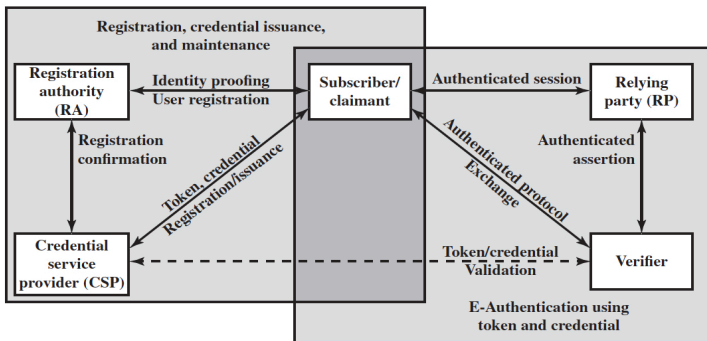 Registration, credential issuance,
and maintenance
Registration
authority
(RA)
Identity proofing
User registration
Subscriber/
claimant
Authenticated session
Relying
party (RP)
Registration
confirmation
Token, credential
Registration/issuance
Authenticated protocol
Exchange
Authenticated
assertion
Credential
service
provider (CSP)
Token/credential
Validation
Verifier
E-Authentication using
token and credential